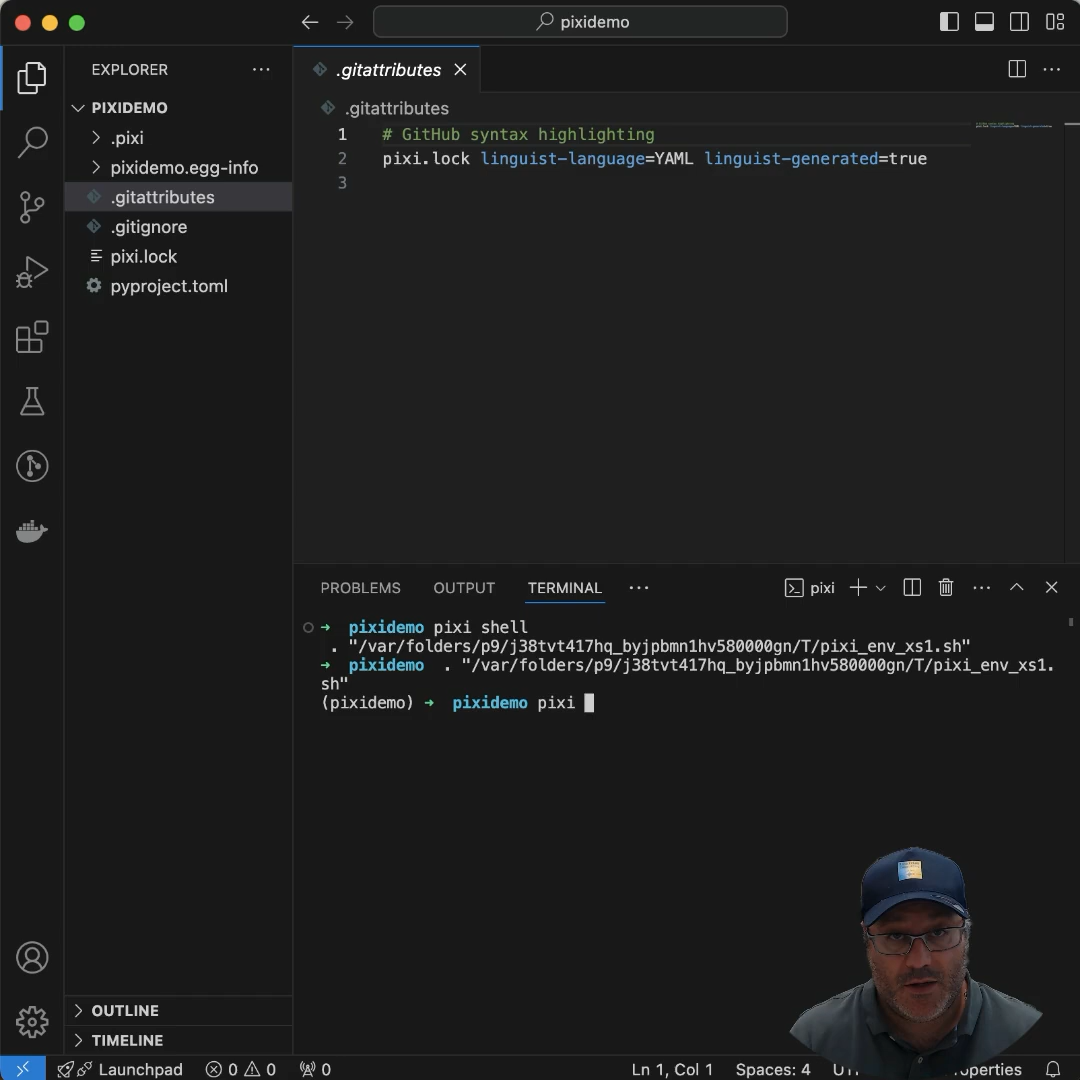 pixidemo
EXPLORER
PIXIDEMO
.pixi
pixidemo.egg-info
.gitattributes
.gitignore
pixi.lock
pyproject.toml
OUTLINE
TIMELINE
.gitattributes
.gitattributes
1 # GitHub syntax highlighting
2 pixi.lock linguist-language=YAML linguist-generated=true
3
PROBLEMS OUTPUT TERMINAL pixi
pixidemo pixi shell
. "/var/folders/p9/j38tvt417hq_byjpbmn1hv580000gn/T/pixi_env_xs1.sh"
pixidemo . "/var/folders/p9/j38tvt417hq_byjpbmn1hv580000gn/T/pixi_env_xs1.
sh"
(pixidemo) pixidemo pixi
Launchpad 0 0 0 Ln 1, Col 1 Spaces: 4